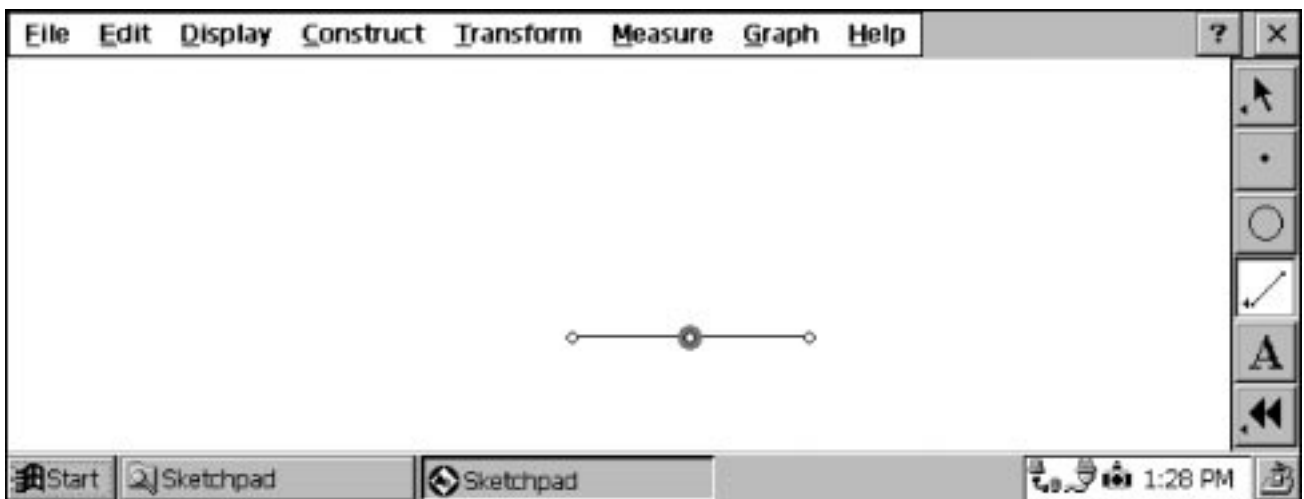 File Edit Display Construct Transform Measure Graph Help ? ×
A
Start Sketchpad Sketchpad 1:28 PM